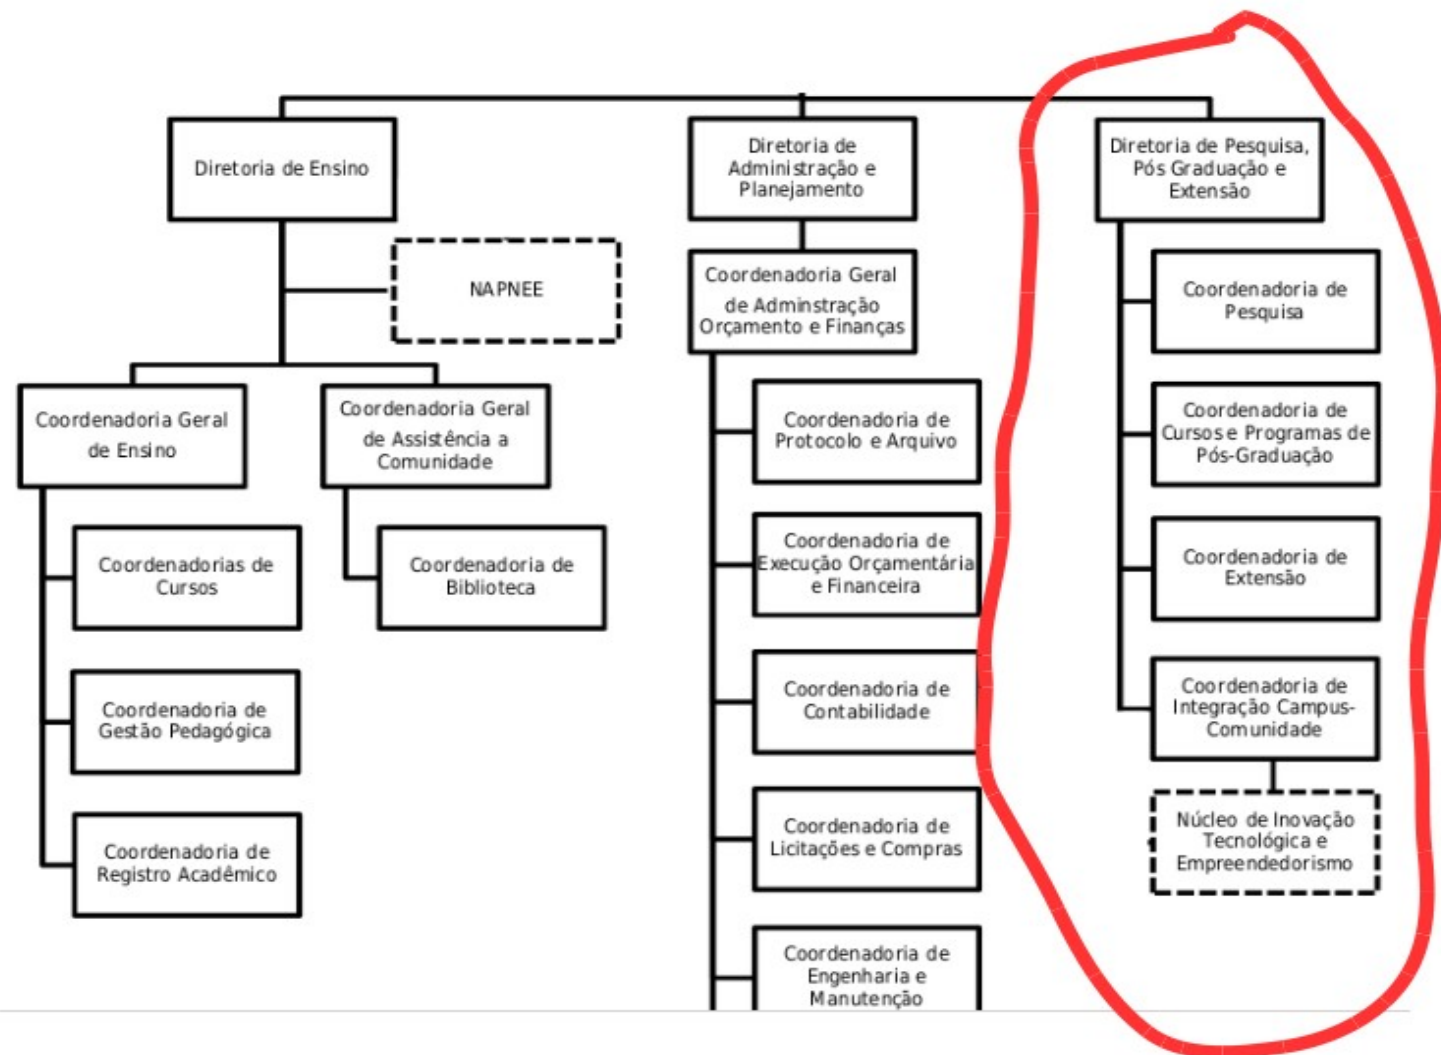 Diretoria de Ensino
NAPNEE
Coordenadoria Geral
de Ensino
Coordenadorias de
Cursos
Coordenadoria de
Gestão Pedagógica
Coordenadoria de
Registro Acadêmico
Coordenadoria Geral
de Assistência a
Comunidade
Coordenadoria de
Biblioteca
Diretoria de
Administração e
Planejamento
Coordenadoria Geral
de Adminstração
Orçamento e Finanças
Coordenadoria de
Protocolo e Arquivo
Coordenadoria de
Execução Orçamentária
e Financeira
Coordenadoria de
Contabilidade
Coordenadoria de
Licitações e Compras
Coordenadoria de
Engenharia e
Manutenção
Diretoria de Pesquisa,
Pós Graduação e
Extensão
Coordenadoria de
Pesquisa
Coordenadoria de
Cursos e Programas de
Pós-Graduação
Coordenadoria de
Extensão
Coordenadoria de
Integração Campus-
Comunidade
Núcleo de Inovação
Tecnológica e
Empreendedorismo